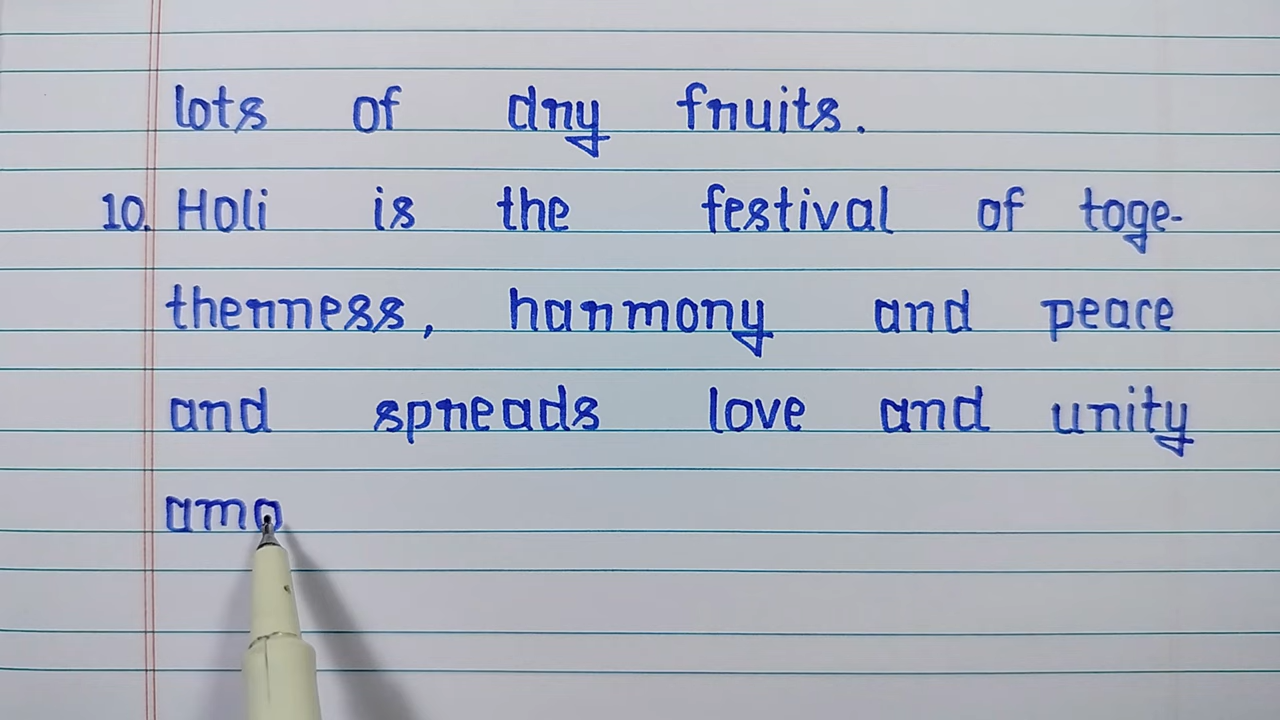 lots of dry fruits.
10. Holi is the festival of toge-
therness, harmony and peace
and spreads love and unity
amo